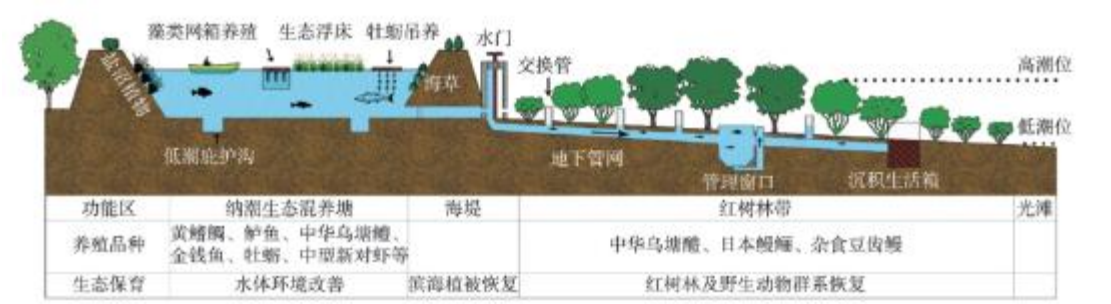 藻类网箱养殖 生态浮床 牡蛎吊养 水门
交换管
高潮位
盐沼植物
海草
低潮位
低潮庇护沟
地下管网
管理窗口
沉积生活箱
功能区 纳潮生态混养塘 海堤 红树林带 光滩
养殖品种 黄鳍鲷、鲈鱼、中华乌塘鳢、
金钱鱼、牡蛎、中型新对虾等
中华乌塘鳢、日本鳗鲡、杂食豆齿鳗
生态保育 水体环境改善 滨海植被恢复 红树林及野生动物群系恢复